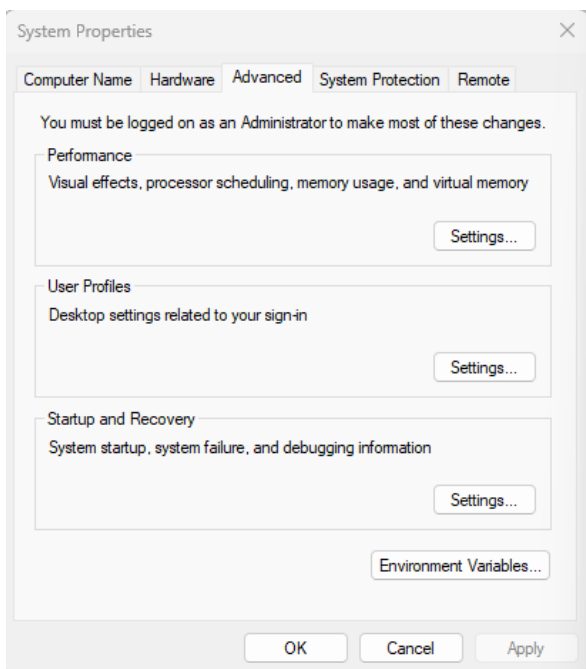 System Properties
Computer Name Hardware Advanced System Protection Remote
You must be logged on as an Administrator to make most of these changes.
Performance
Visual effects, processor scheduling, memory usage, and virtual memory
Settings...
User Profiles
Desktop settings related to your sign-in
Settings...
Startup and Recovery
System startup, system failure, and debugging information
Settings...
Environment Variables...
OK Cancel Apply